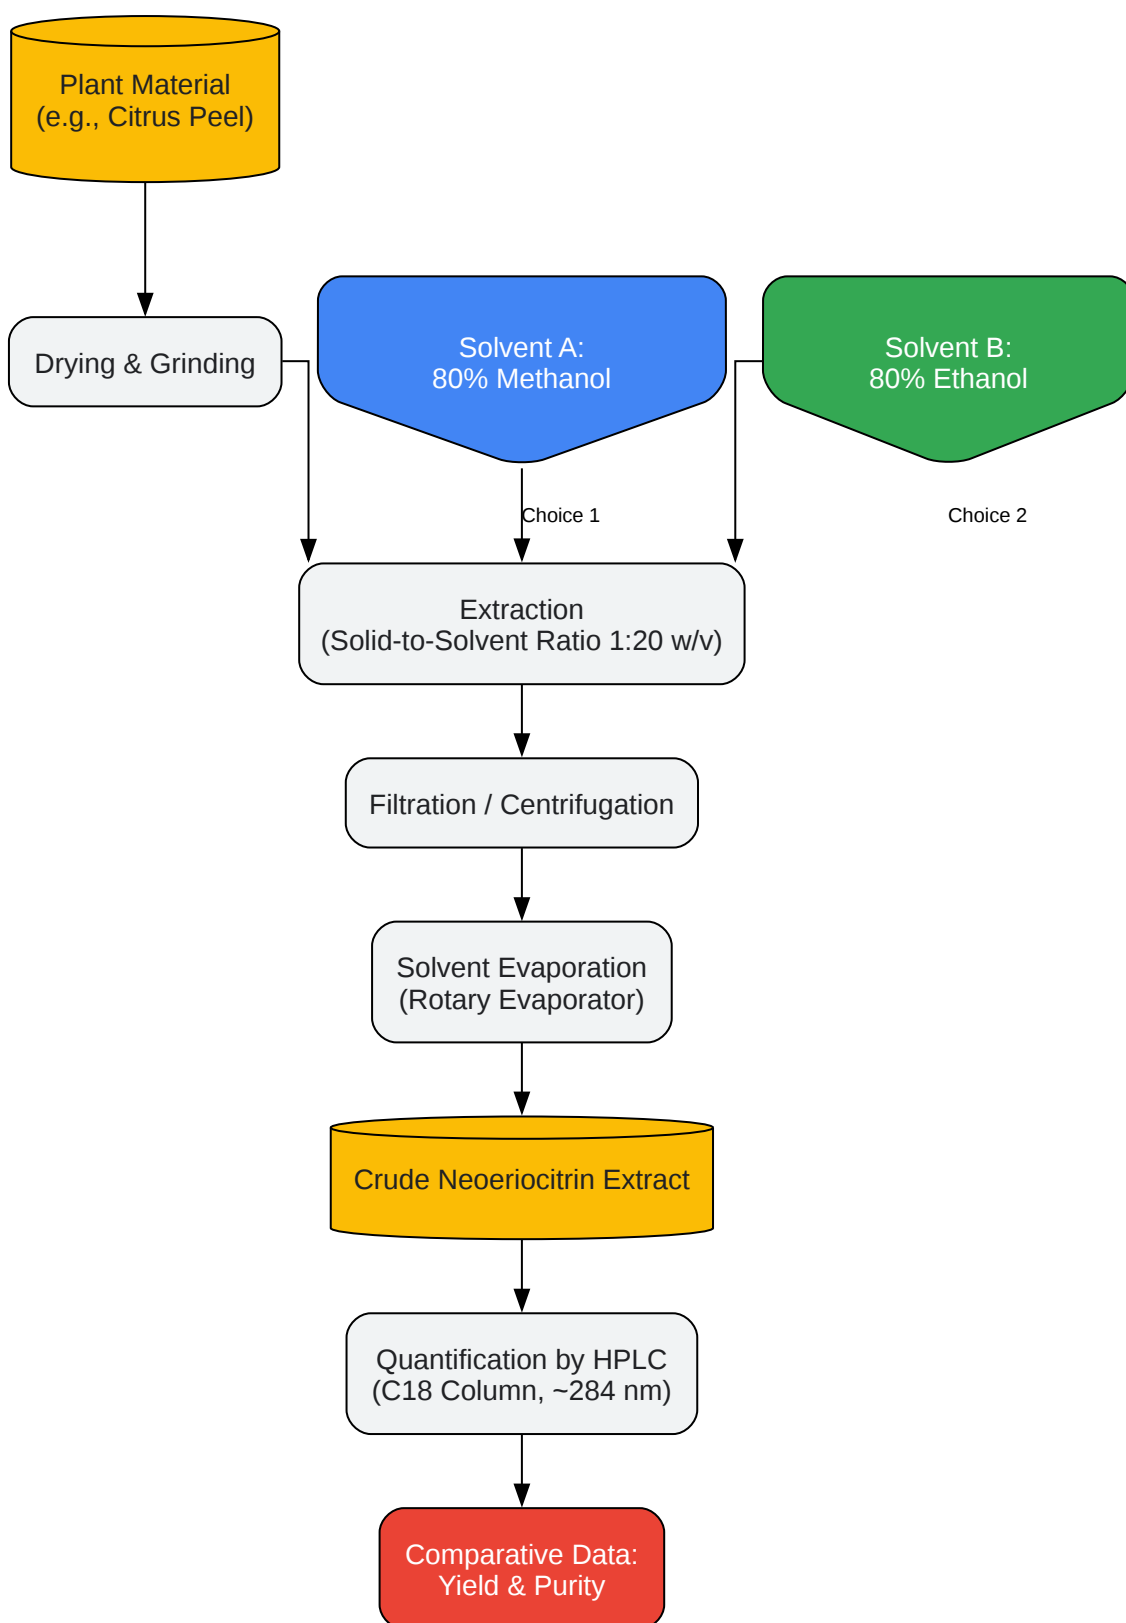 Plant Material
(e.g., Citrus Peel)
Drying & Grinding
Solvent A:
80% Methanol
Solvent B:
80% Ethanol
Choice 1
Choice 2
Extraction
(Solid-to-Solvent Ratio 1:20 w/v)
Filtration / Centrifugation
Solvent Evaporation
(Rotary Evaporator)
Crude Neoeriocitrin Extract
Quantification by HPLC
(C18 Column, ~284 nm)
Comparative Data:
Yield & Purity